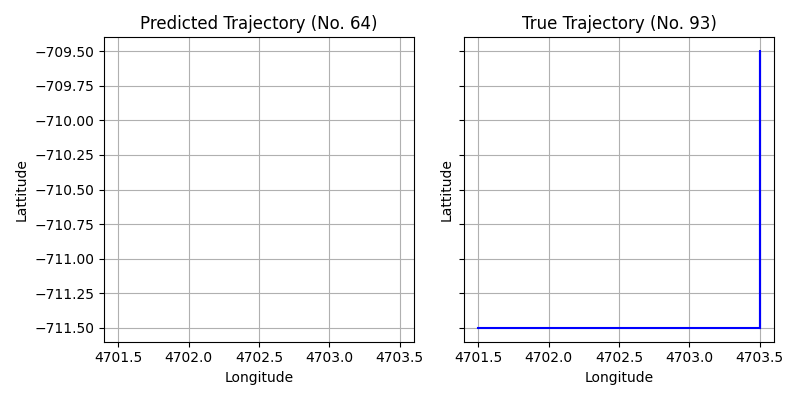 Predicted Trajectory (No. 64)
True Trajectory (No. 93)
−709.50
−709.75
−710.00
−710.25
−710.50
−710.75
−711.00
−711.25
−711.50
Lattitude
Lattitude
4701.5 4702.0 4702.5 4703.0 4703.5
4701.5 4702.0 4702.5 4703.0 4703.5
Longitude
Longitude